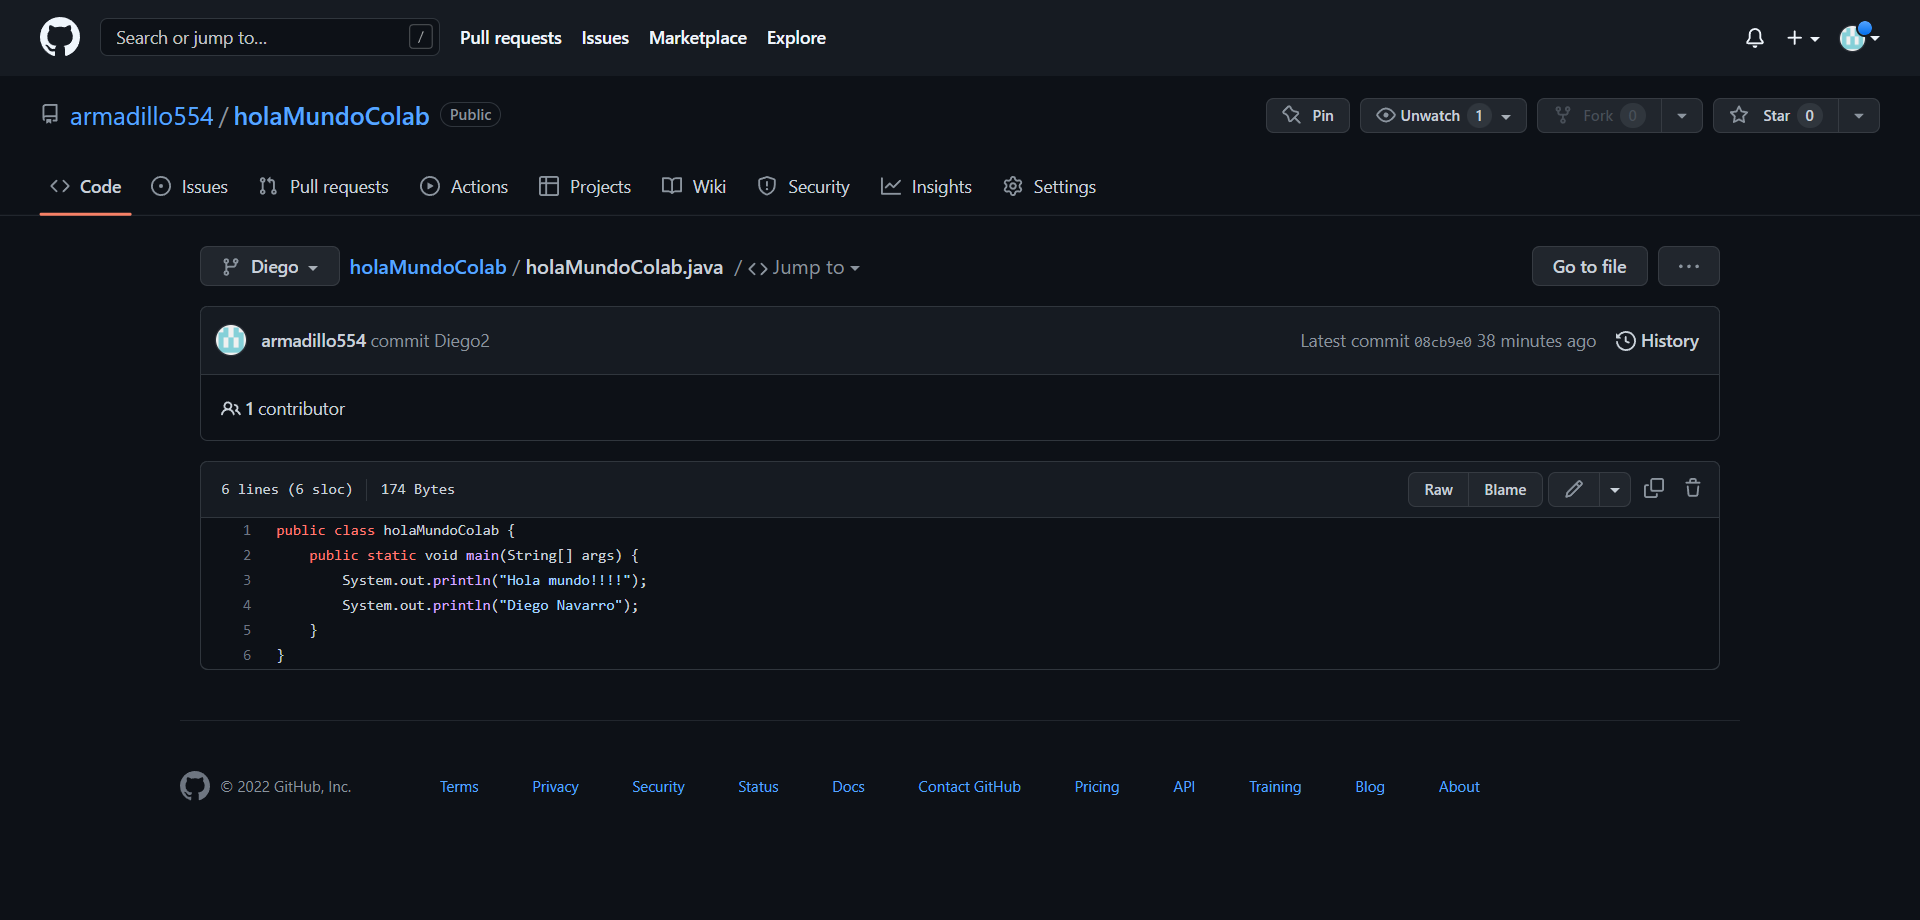 Search or jump to... /
Pull requests Issues Marketplace Explore
armadillo554 / holaMundoColab Public
Pin Unwatch 1 Fork 0 Star 0
Code Issues Pull requests Actions Projects Wiki Security Insights Settings
Diego holaMundoColab / holaMundoColab.java / <> Jump to Go to file ...
armadillo554 commit Diego2 Latest commit 08cb9e0 38 minutes ago History
1 contributor
6 lines (6 sloc) 174 Bytes Raw Blame
1 public class holaMundoColab {
2     public static void main(String[] args) {
3         System.out.println("Hola mundo!!!!");
4         System.out.println("Diego Navarro");
5     }
6 }
© 2022 GitHub, Inc. Terms Privacy Security Status Docs Contact GitHub Pricing API Training Blog About